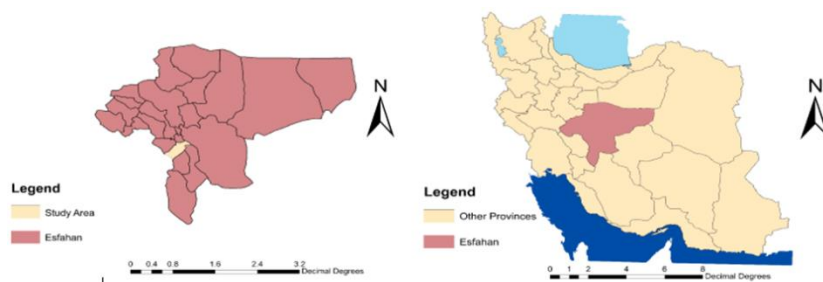 N
Legend
Study Area
Esfahan
0 0.4 0.8 1.6 2.4 3.2
Decimal Degrees
N
Legend
Other Provinces
Esfahan
0 1 2 4 6 8
Decimal Degrees